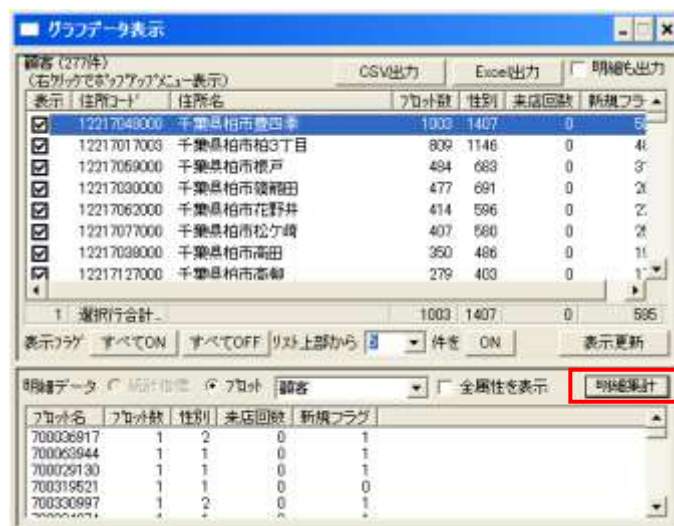 グラフデータ表示
顧客 (277件)
(右クリックでポップアップメニュー表示)
CSV出力 Excel出力 明細も出力
表示 住所コード 住所名 プロット数 性別 来店回数 新規フラ
12217049000 千葉県柏市豊四季 1003 1407 0
12217017003 千葉県柏市柏3丁目 809 1146 0
12217059000 千葉県柏市根戸 484 683 0
12217030000 千葉県柏市篠籠田 477 691 0
12217062000 千葉県柏市花野井 414 596 0
12217077000 千葉県柏市松ケ崎 407 580 0
12217039000 千葉県柏市高田 350 486 0
12217127000 千葉県柏市高柳 279 403 0
1 選択行合計.. 1003 1407 0 585
表示フラグ すべてON すべてOFF リスト上部から 件を ON 表示更新
明細データ 統計指標 プロット 顧客 全属性を表示 明細集計
プロット名 プロット数 性別 来店回数 新規フラグ
700036917 1 2 0 1
700063944 1 1 0 1
700029130 1 1 0 1
700319521 1 1 0 0
700330997 1 2 0 1